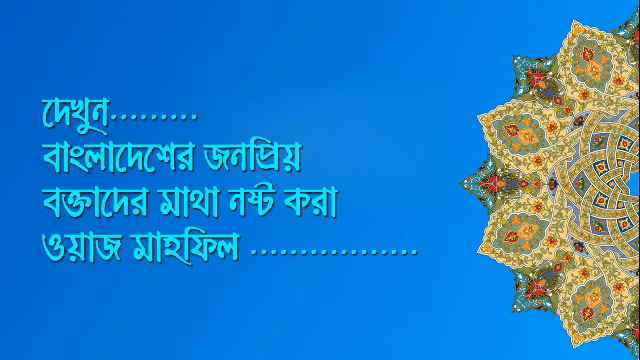 দেখুন.........
বাংলাদেশের জনপ্রিয়
বক্তাদের মাথা নষ্ট করা
ওয়াজ মাহফিল .................